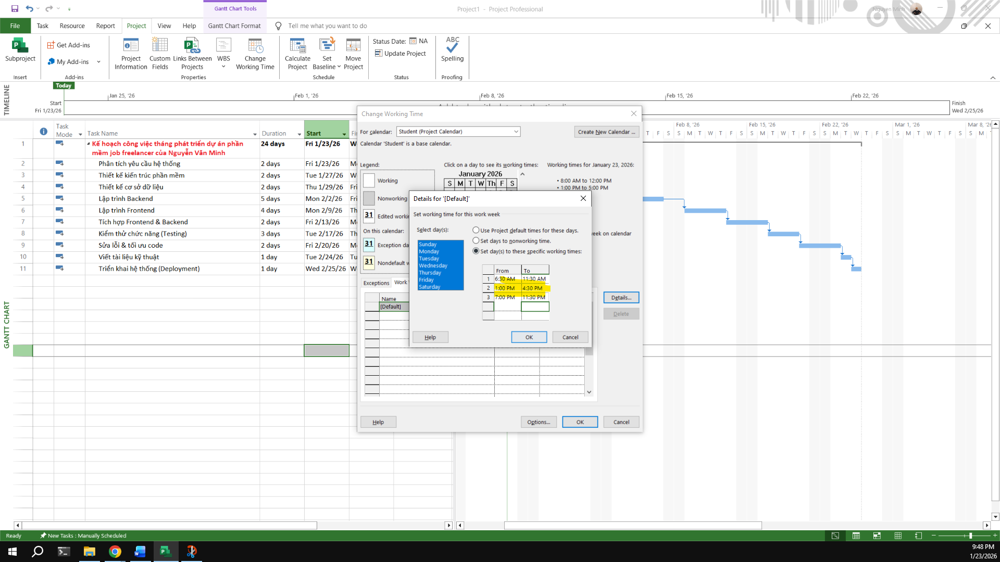 Gantt Chart Tools
Project1 - Project Professional
Nguyen Minh
File Task Resource Report Project View Help Gantt Chart Format Tell me what you want to do
Subproject
Insert
Get Add-ins
My Add-ins
Add-ins
Project Information
Custom Fields
Links Between Projects
WBS
Change Working Time
Properties
Calculate Project
Set Baseline
Move Project
Schedule
Status Date: NA
Update Project
Status
ABC
Spelling
Proofing
TIMELINE
Today
Jan 25, '26 Feb 1, '26 Feb 8, '26 Feb 15, '26 Feb 22, '26
Start
Fri 1/23/26
Finish
Wed 2/25/26
GANTT CHART
Task Mode Task Name Duration Start
1 Kế hoạch công việc tháng phát triển dự án phần mềm job freelancer của Nguyễn Văn Minh 24 days Fri 1/23/26
2 Phân tích yêu cầu hệ thống 2 days Fri 1/23/26
3 Thiết kế kiến trúc phần mềm 2 days Tue 1/27/26
4 Thiết kế cơ sở dữ liệu 2 days Thu 1/29/26
5 Lập trình Backend 5 days Mon 2/2/26
6 Lập trình Frontend 4 days Mon 2/9/26
7 Tích hợp Frontend & Backend 2 days Fri 2/13/26
8 Kiểm thử chức năng (Testing) 3 days Tue 2/17/26
9 Sửa lỗi & tối ưu code 2 days Fri 2/20/26
10 Viết tài liệu kỹ thuật 1 day Tue 2/24/26
11 Triển khai hệ thống (Deployment) 1 day Wed 2/25/26
Feb 8, '26 Feb 15, '26 Feb 22, '26 Mar 1, '26 Mar 8, '26
T F S S M T W T F S S M T W T F S S M T W T F S S M T W T F S S M
Change Working Time
For calendar: Student (Project Calendar)
Create New Calendar ...
Calendar 'Student' is a base calendar.
Legend:
Working
Nonworking
31 Edited worki
On this calendar:
31 Exception da
31 Nondefault w
Click on a day to see its working times:
January 2026
S M T W Th F S
Working times for January 23, 2026:
• 8:00 AM to 12:00 PM
• 1:00 PM to 5:00 PM
eek on calendar
Exceptions Work
Name
[Default]
Details...
Delete
Help Options... OK Cancel
Details for '[Default]'
Set working time for this work week
Select day(s):
Sunday
Monday
Tuesday
Wednesday
Thursday
Friday
Saturday
Use Project default times for these days.
Set days to nonworking time.
Set day(s) to these specific working times:
From To
1 6:30 AM 11:30 AM
2 1:00 PM 4:30 PM
3 7:00 PM 11:30 PM
Help OK Cancel
Ready New Tasks : Manually Scheduled
9:48 PM
1/23/2026